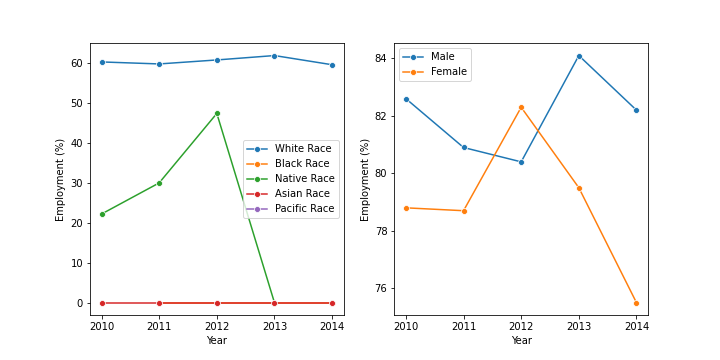 60
50
40
30
20
10
0
Employment (%)
2010 2011 2012 2013 2014
Year
White Race
Black Race
Native Race
Asian Race
Pacific Race
84
82
80
78
76
Employment (%)
2010 2011 2012 2013 2014
Year
Male
Female